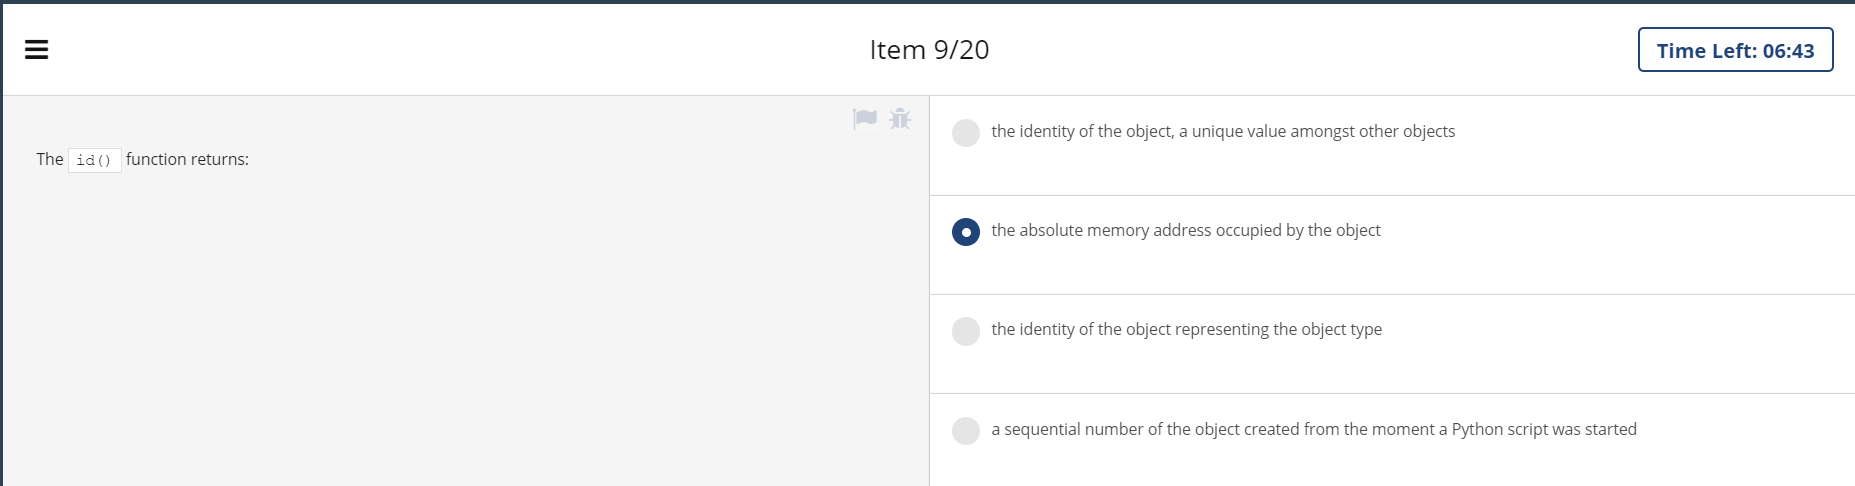 Item 9/20
Time Left: 06:43
The id() function returns:
the identity of the object, a unique value amongst other objects
the absolute memory address occupied by the object
the identity of the object representing the object type
a sequential number of the object created from the moment a Python script was started